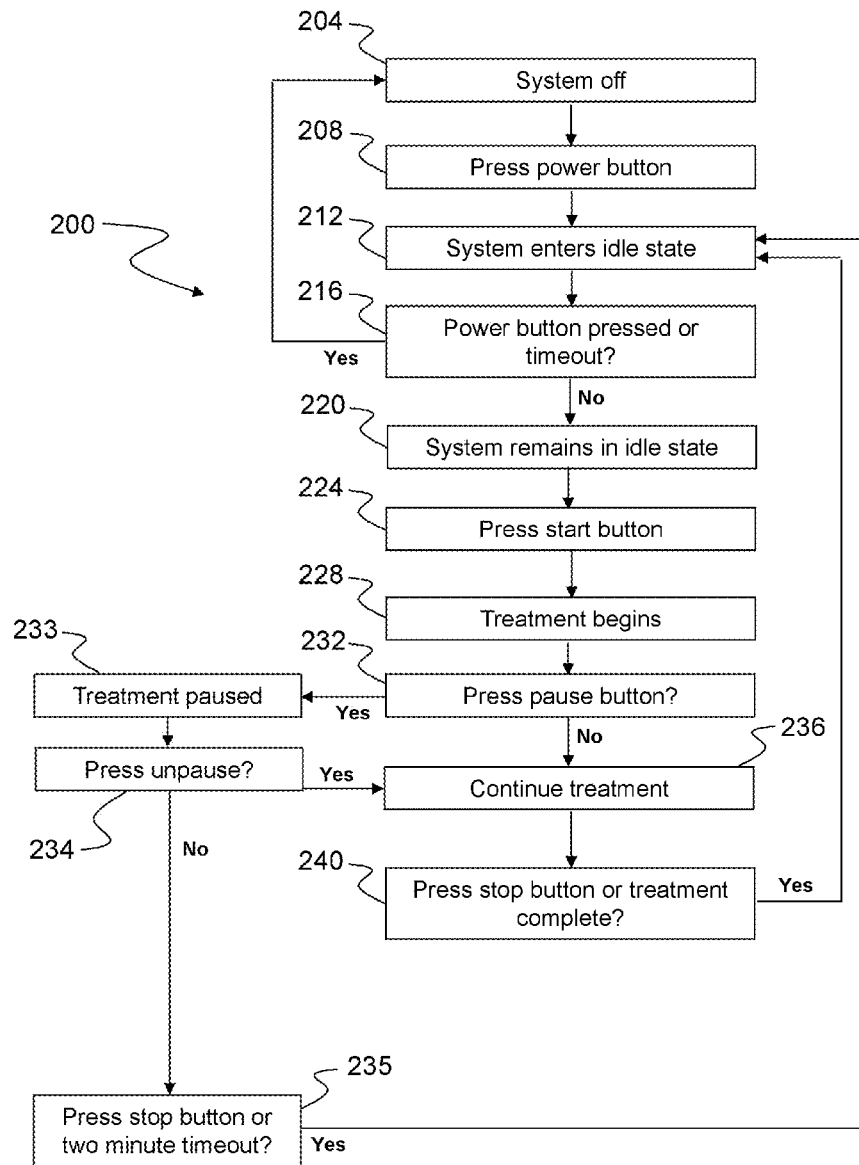 204
System off
208
Press power button
200
212
System enters idle state
216
Power button pressed or
timeout?
Yes
No
220
System remains in idle state
224
Press start button
228
Treatment begins
233
232
Treatment paused
Yes
Press pause button?
No
236
Press unpause?
Yes
Continue treatment
234
No
240
Press stop button or treatment
complete?
Yes
235
Press stop button or
two minute timeout?
Yes